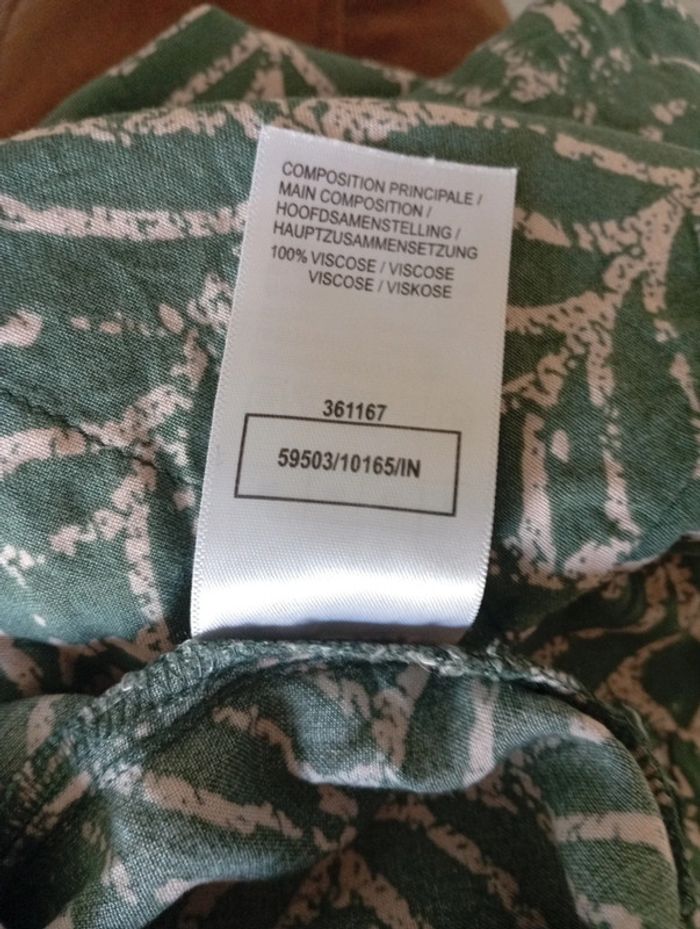 COMPOSITION PRINCIPALE /
MAIN COMPOSITION /
HOOFDSAMENSTELLING /
HAUPTZUSAMMENSETZUNG
100% VISCOSE / VISCOSE
VISCOSE / VISKOSE
361167
59503/10165/IN